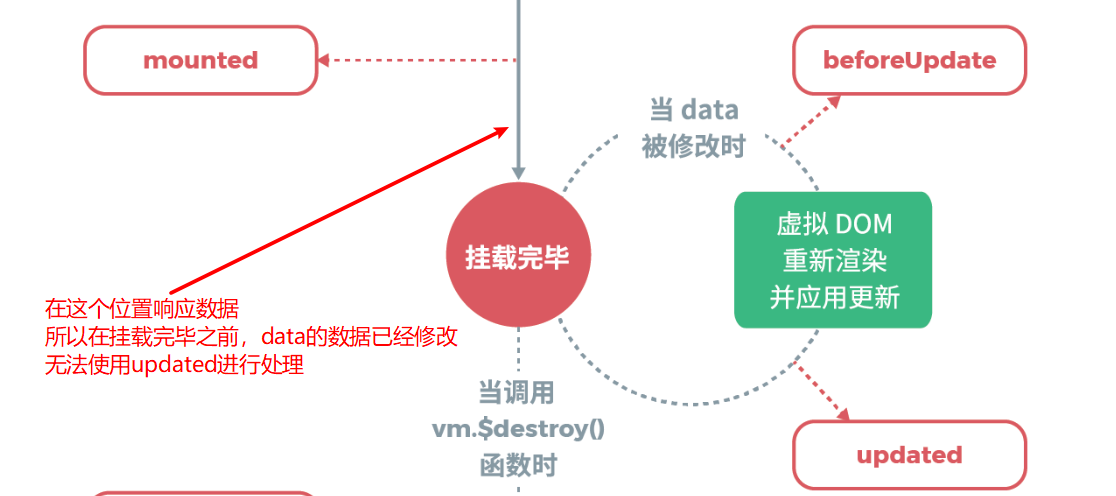 mounted
beforeUpdate
当 data
被修改时
虚拟 DOM
重新渲染
并应用更新
挂载完毕
在这个位置响应数据
所以在挂载完毕之前，data的数据已经修改
无法使用updated进行处理
当调用
vm.$destroy()
函数时
updated